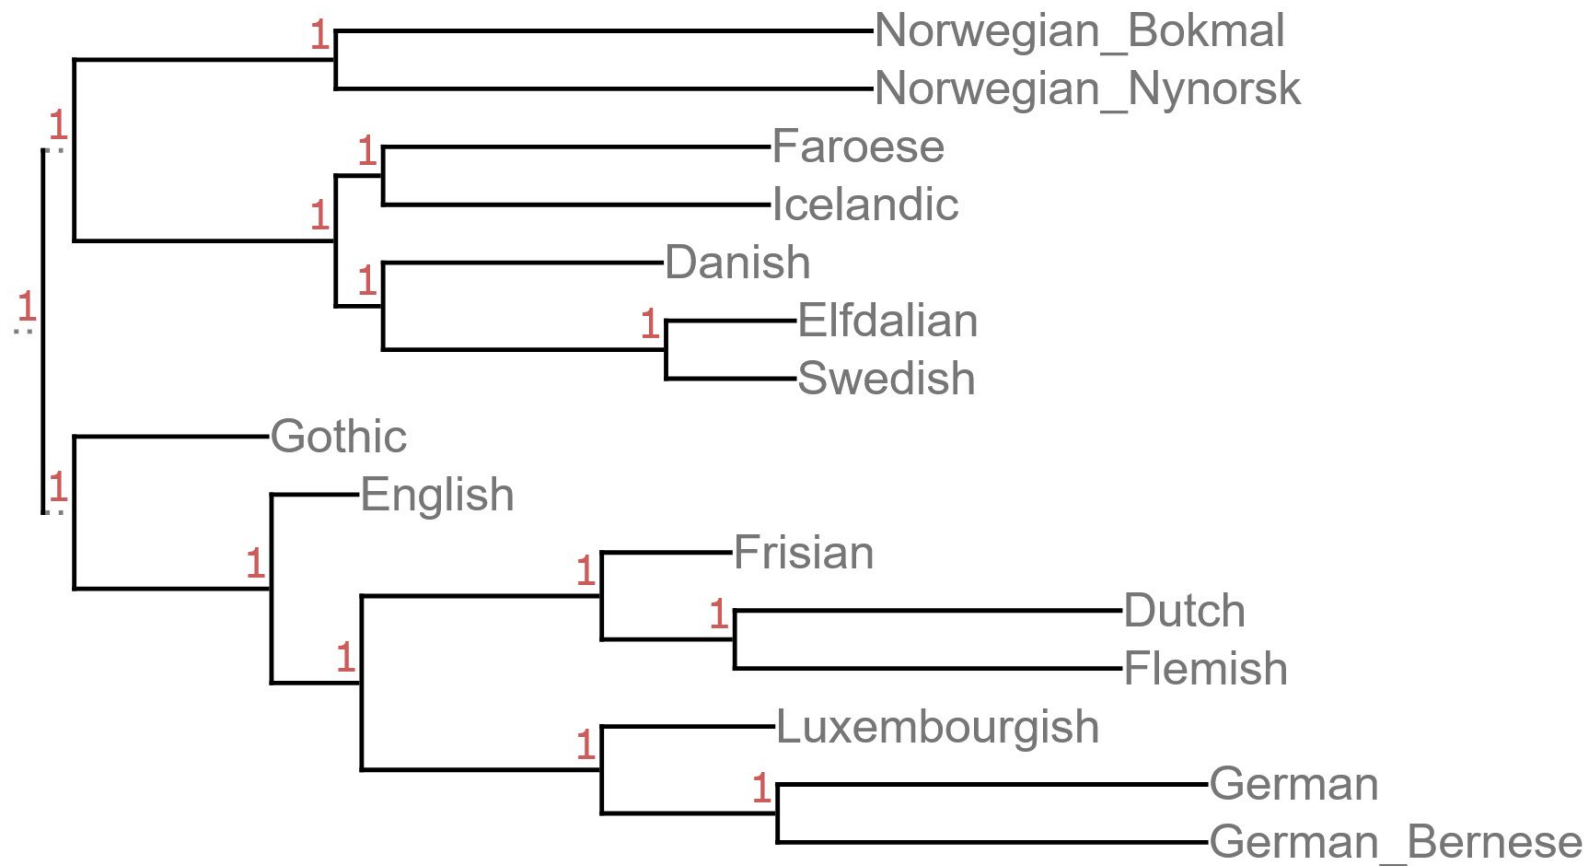 1 Norwegian_Bokmal
Norwegian_Nynorsk
1
1 Faroese
1 Icelandic
1 Danish
1
1 Elfdalian
Swedish
Gothic
1
English
1 1 Frisian
1 Dutch
1 Flemish
1 Luxembourgish
1 German
German_Bernese